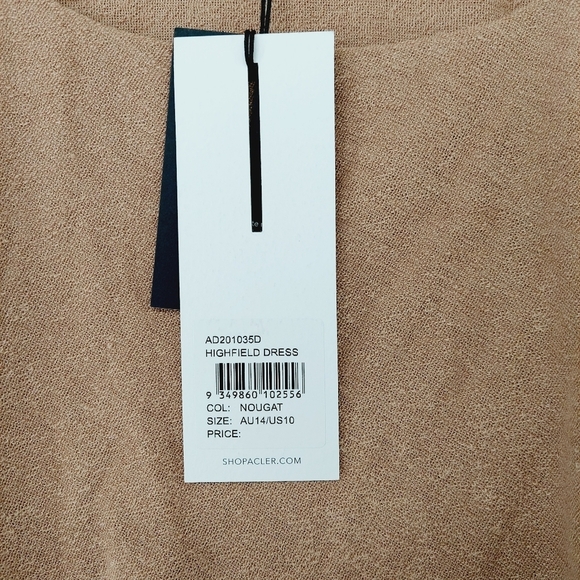 AD201035D
HIGHFIELD DRESS
9 349860 102556
COL: NOUGAT
SIZE: AU14/US10
PRICE:
SHOPACLER.COM